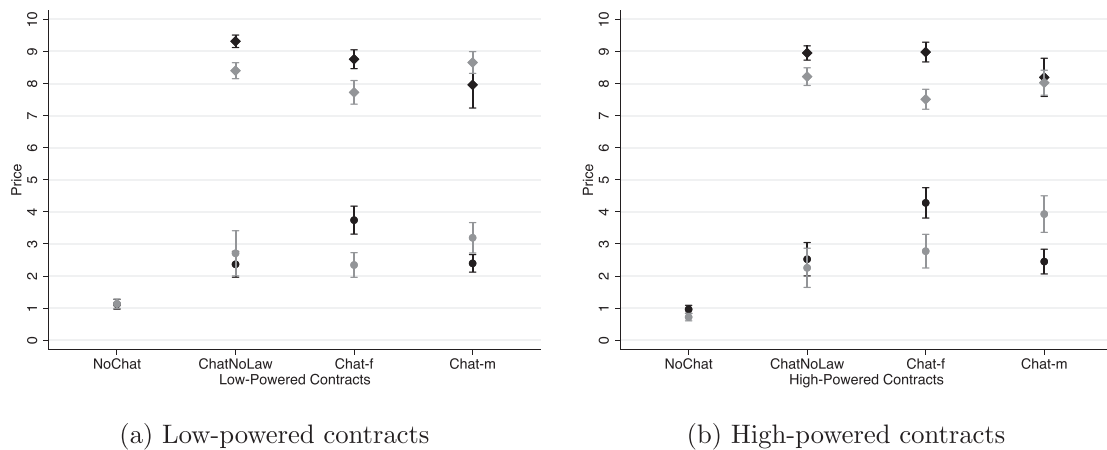 10
9
8
7
6
5
4
3
2
1
0
Price
NoChat ChatNoLaw Chat-f Chat-m
Low-Powered Contracts
(a) Low-powered contracts
10
9
8
7
6
5
4
3
2
1
0
Price
NoChat ChatNoLaw Chat-f Chat-m
High-Powered Contracts
(b) High-powered contracts